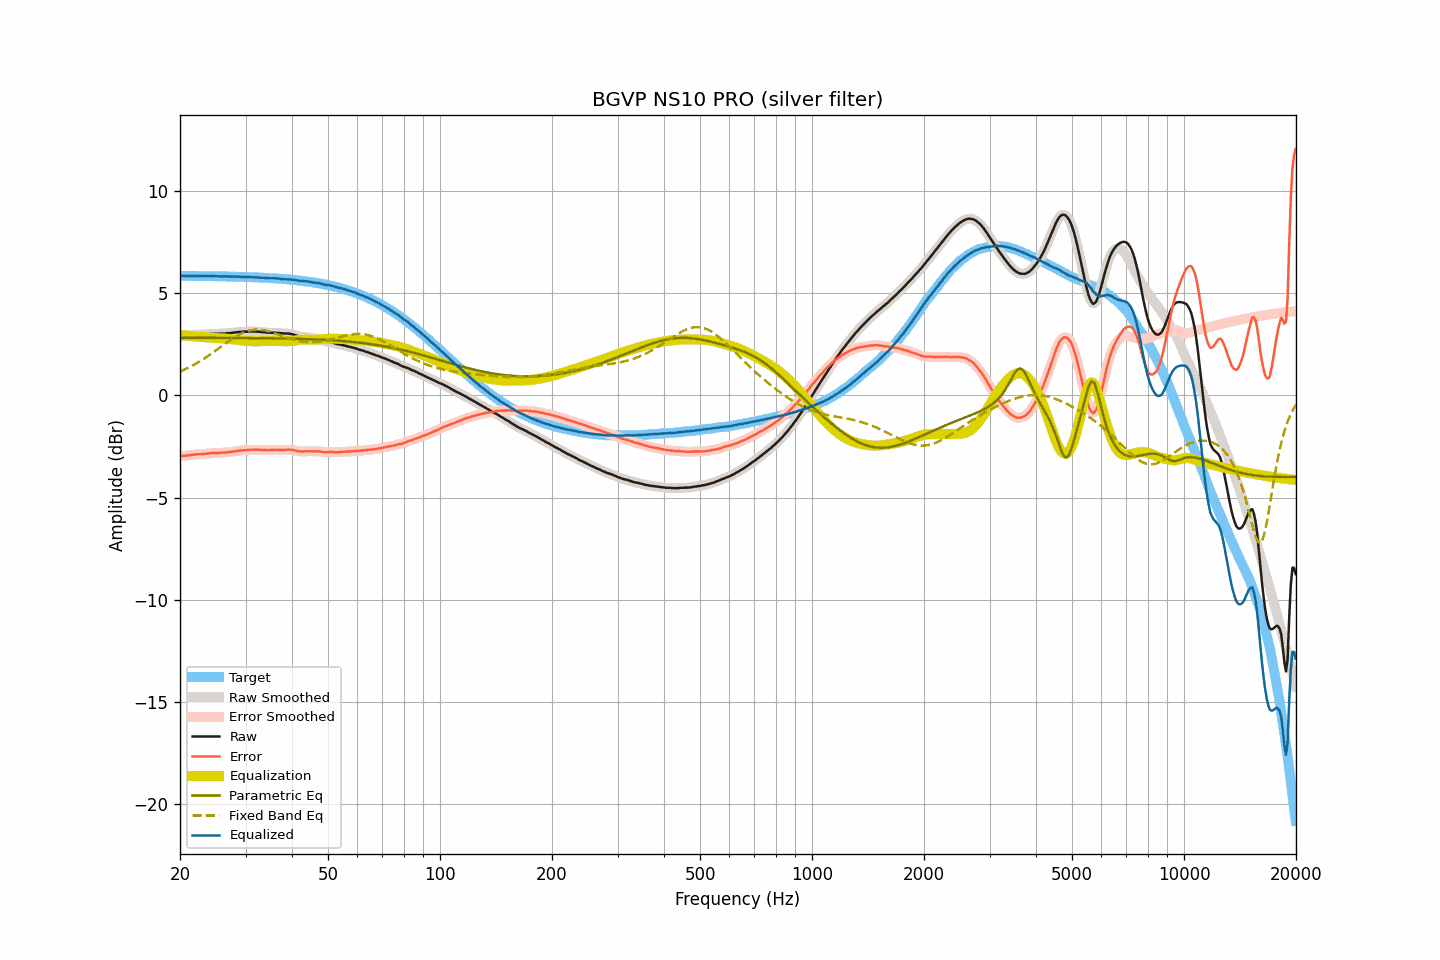 BGVP NS10 PRO (silver filter)
10
5
0
−5
−10
−15
−20
Amplitude (dBr)
Target
Raw Smoothed
Error Smoothed
Raw
Error
Equalization
Parametric Eq
Fixed Band Eq
Equalized
20 50 100 200 500 1000 2000 5000 10000 20000
Frequency (Hz)